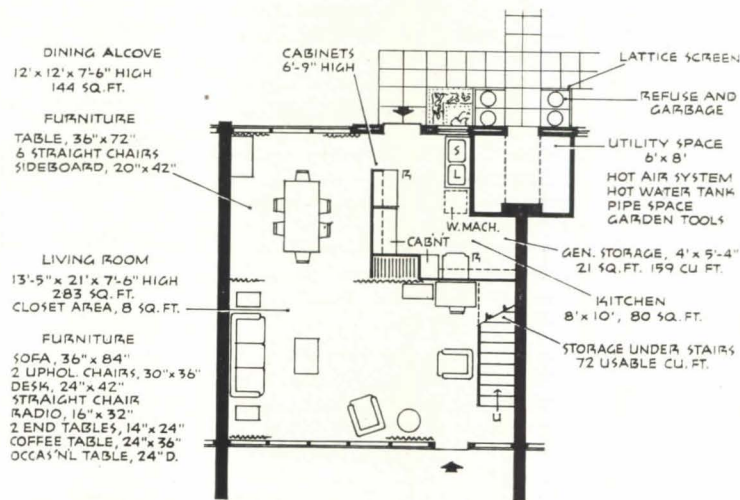 DINING ALCOVE
12' x 12' x 7'-6" HIGH
144 SQ. FT.
FURNITURE
TABLE, 36" x 72"
6 STRAIGHT CHAIRS
SIDEBOARD, 20" x 42"
LIVING ROOM
13'-5" x 21' x 7'-6" HIGH
283 SQ. FT.
CLOSET AREA, 8 SQ. FT.
FURNITURE
SOFA, 36" x 84"
2 UPHOL. CHAIRS, 30" x 36"
DESK, 24" x 42"
STRAIGHT CHAIR
RADIO, 16" x 32"
2 END TABLES, 14" x 24"
COFFEE TABLE, 24" x 36"
OCCAS'NL TABLE, 24" D.
CABINETS
6'-9" HIGH
R
S
L
W. MACH.
CABNT
R
U
LATTICE SCREEN
REFUSE AND
GARBAGE
UTILITY SPACE
6' x 8'
HOT AIR SYSTEM
HOT WATER TANK
PIPE SPACE
GARDEN TOOLS
GEN. STORAGE, 4' x 5'-4"
21 SQ. FT. 159 CU FT.
KITCHEN
8' x 10', 80 SQ. FT.
STORAGE UNDER STAIRS
72 USABLE CU. FT.